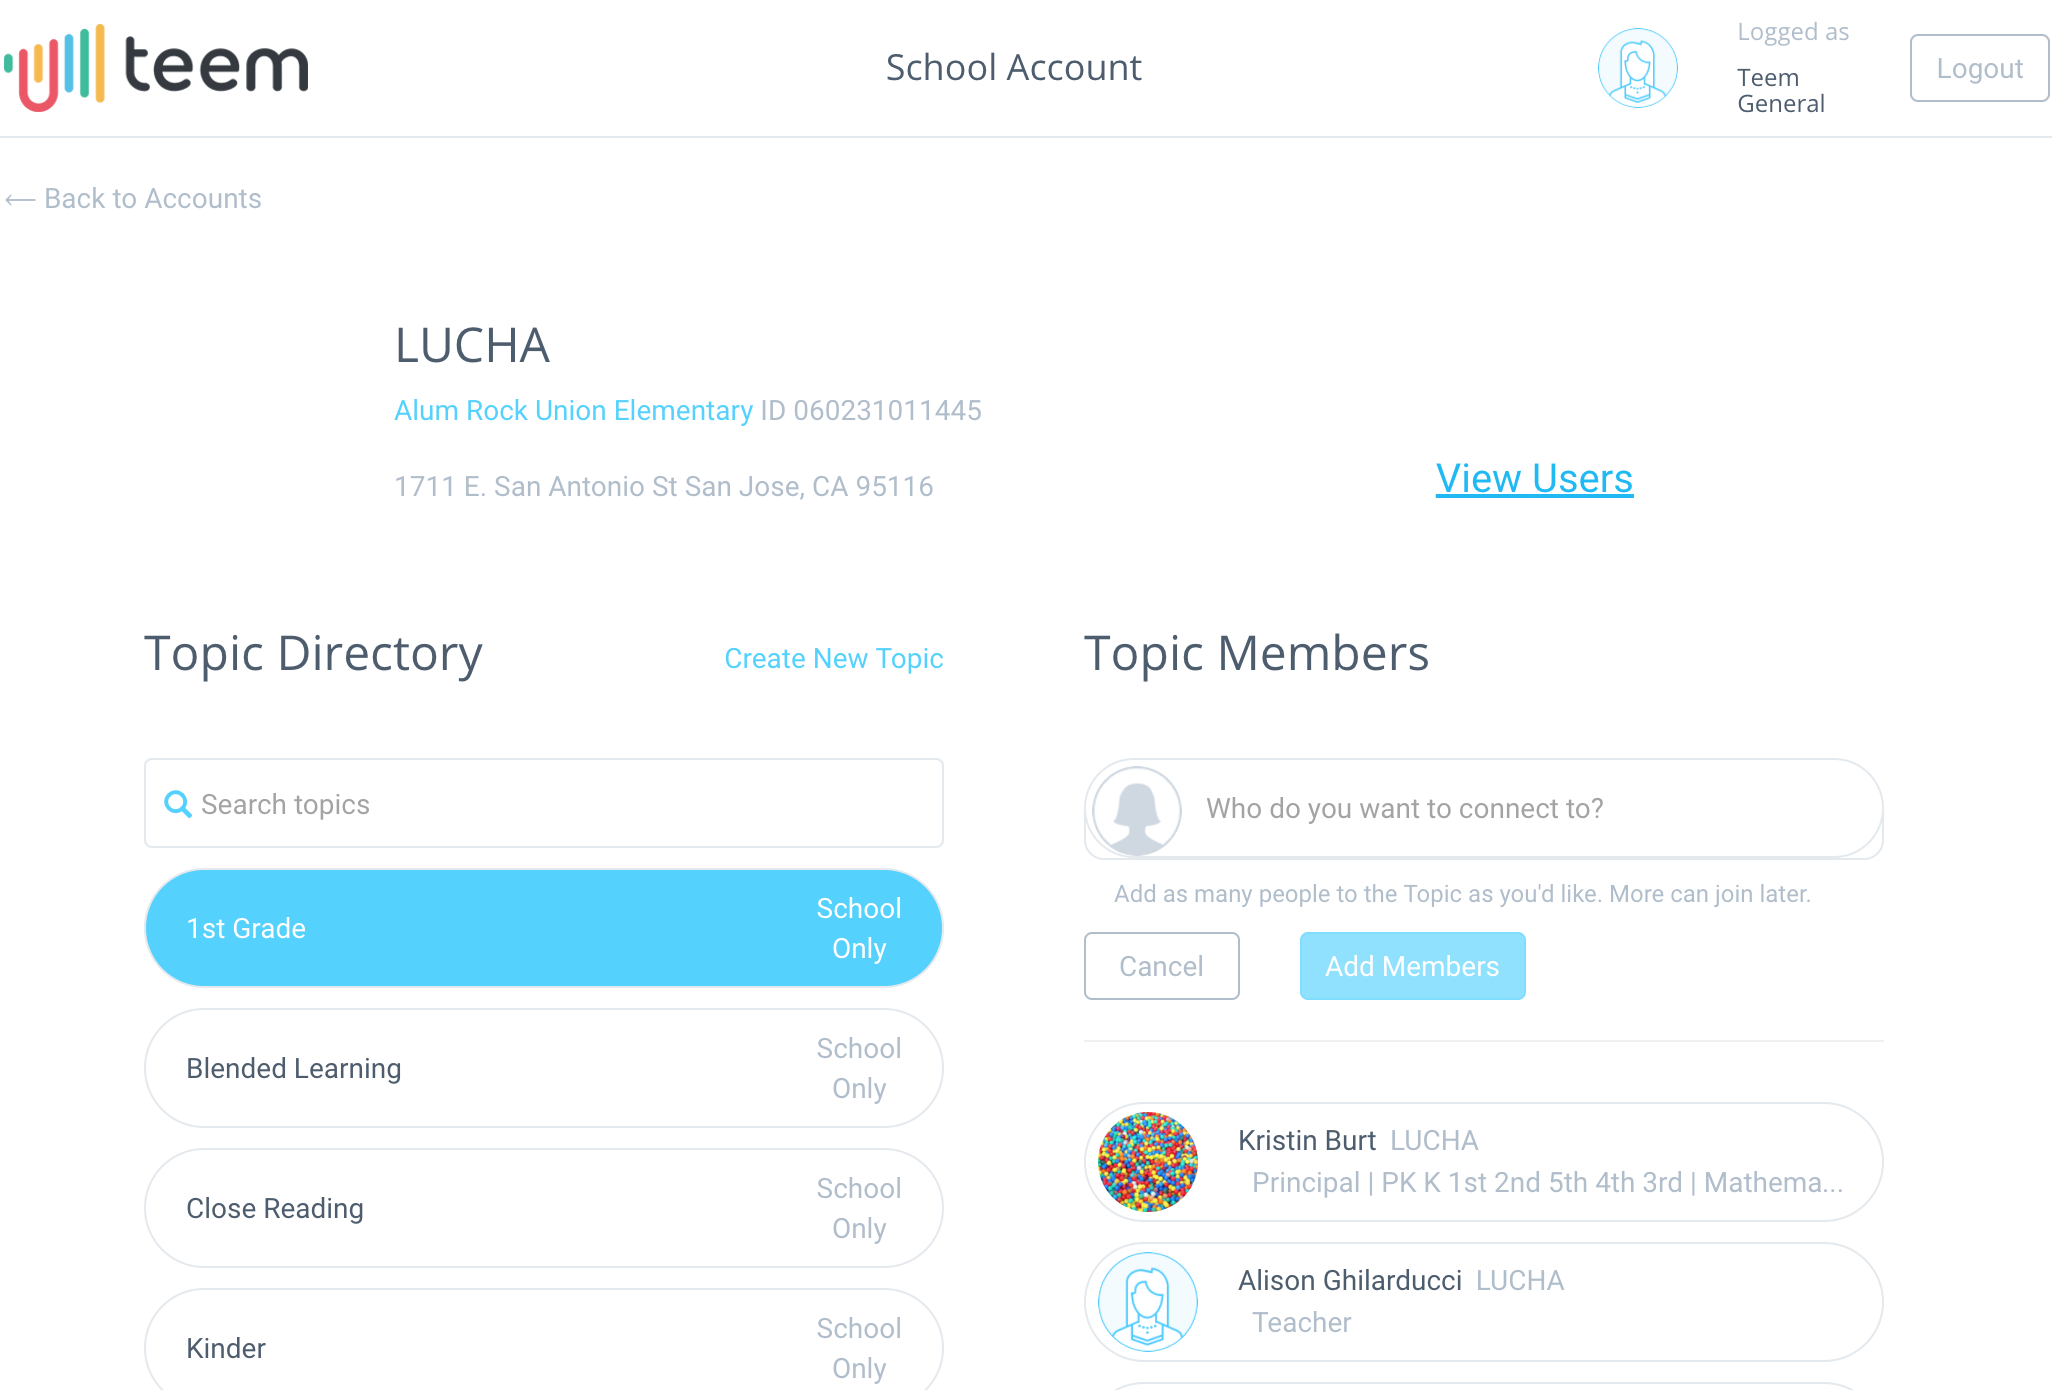 teem
School Account
Logged as
Teem
General
Logout
Back to Accounts
LUCHA
Alum Rock Union Elementary ID 060231011445
1711 E. San Antonio St San Jose, CA 95116
View Users
Topic Directory
Create New Topic
Search topics
1st Grade
School
Only
Blended Learning
School
Only
Close Reading
School
Only
Kinder
School
Only
Topic Members
Who do you want to connect to?
Add as many people to the Topic as you'd like. More can join later.
Cancel
Add Members
Kristin Burt LUCHA
Principal | PK K 1st 2nd 5th 4th 3rd | Mathema...
Alison Ghilarducci LUCHA
Teacher